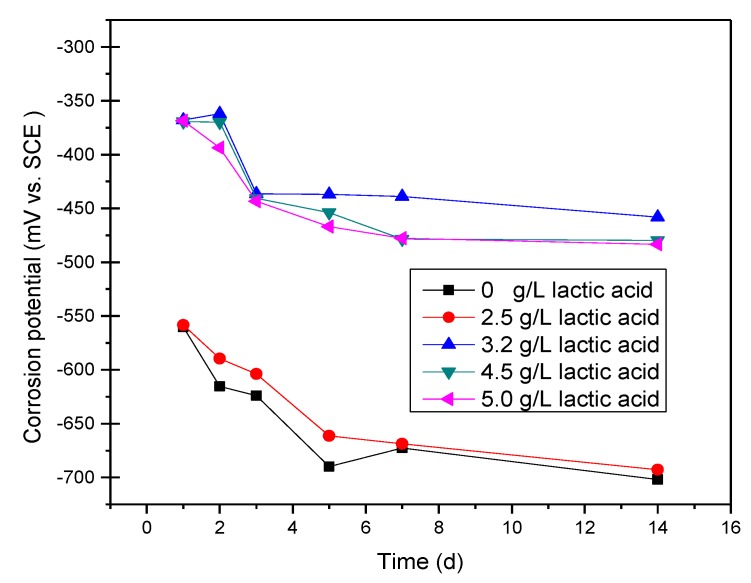 -300
-350
-400
-450
-500
-550
-600
-650
-700
Corrosion potential (mV vs. SCE )
0 g/L lactic acid
2.5 g/L lactic acid
3.2 g/L lactic acid
4.5 g/L lactic acid
5.0 g/L lactic acid
0 2 4 6 8 10 12 14 16
Time (d)